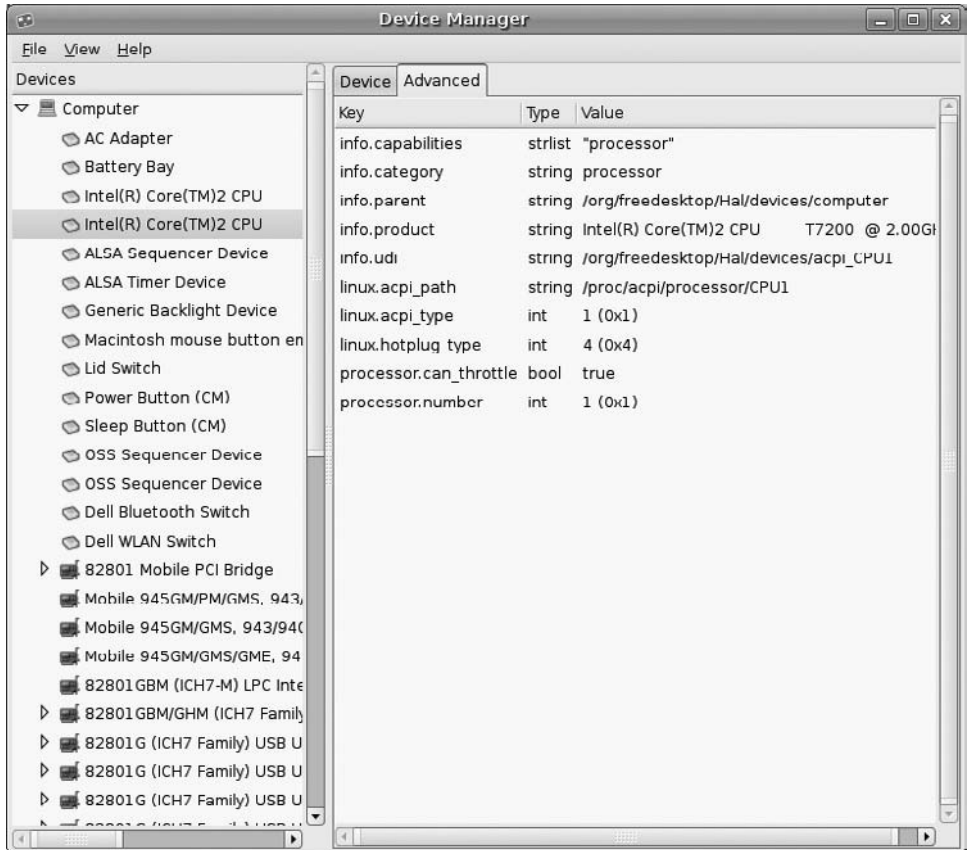 Device Manager
File View Help
Devices
Computer
AC Adapter
Battery Bay
Intel(R) Core(TM)2 CPU
Intel(R) Core(TM)2 CPU
ALSA Sequencer Device
ALSA Timer Device
Generic Backlight Device
Macintosh mouse button en
Lid Switch
Power Button (CM)
Sleep Button (CM)
OSS Sequencer Device
OSS Sequencer Device
Dell Bluetooth Switch
Dell WLAN Switch
82801 Mobile PCI Bridge
Mobile 945GM/PM/GMS, 943/
Mobile 945GM/GMS, 943/940
Mobile 945GM/GMS/GME, 94
82801GBM (ICH7-M) LPC Inte
82801GBM/GHM (ICH7 Family
82801G (ICH7 Family) USB U
82801G (ICH7 Family) USB U
82801G (ICH7 Family) USB U
Device Advanced
Key Type Value
info.capabilities strlist "processor"
info.category string processor
info.parent string /org/freedesktop/Hal/devices/computer
info.product string Intel(R) Core(TM)2 CPU T7200 @ 2.00GH
info.udi string /org/freedesktop/Hal/devices/acpi_CPU1
linux.acpi_path string /proc/acpi/processor/CPU1
linux.acpi_type int 1 (0x1)
linux.hotplug_type int 4 (0x4)
processor.can_throttle bool true
processor.number int 1 (0x1)